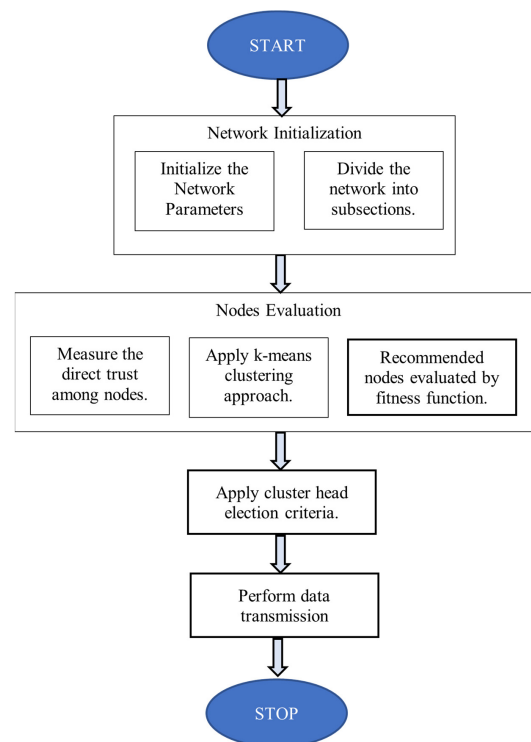 START
Network Initialization
Initialize the
Network
Parameters
Divide the
network into
subsections.
Nodes Evaluation
Measure the
direct trust
among nodes.
Apply k-means
clustering
approach.
Recommended
nodes evaluated by
fitness function.
Apply cluster head
election criteria.
Perform data
transmission
STOP